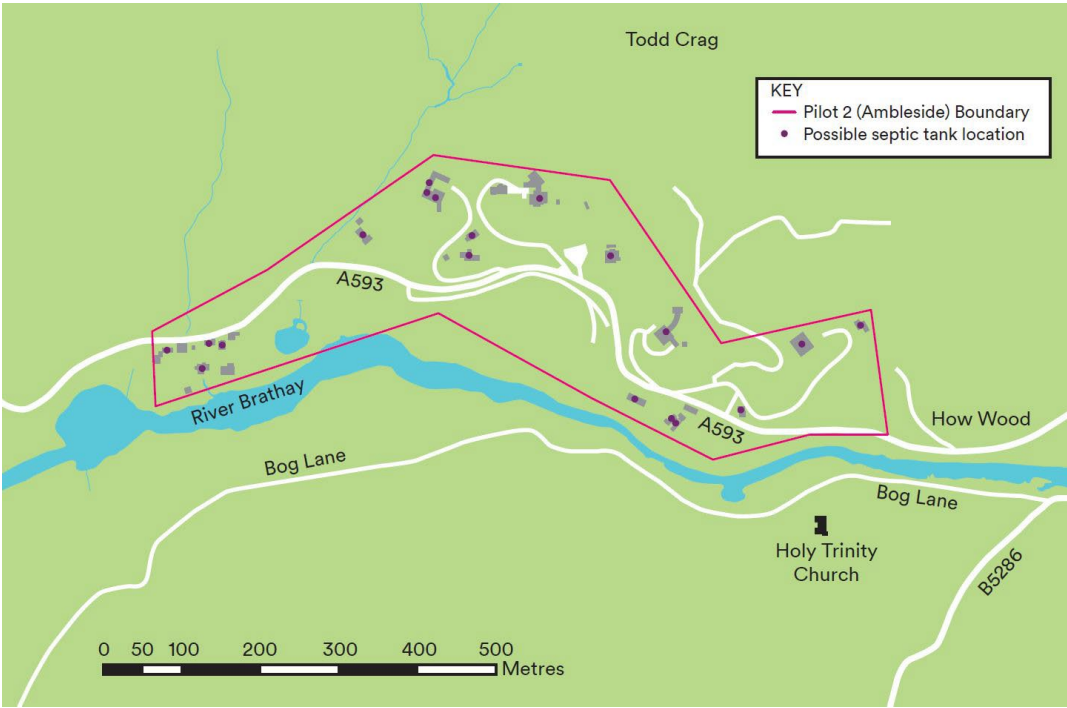 Todd Crag
KEY
Pilot 2 (Ambleside) Boundary
Possible septic tank location
A593
River Brathay
A593
How Wood
Bog Lane
Bog Lane
Holy Trinity
Church
B5286
0 50 100 200 300 400 500
Metres